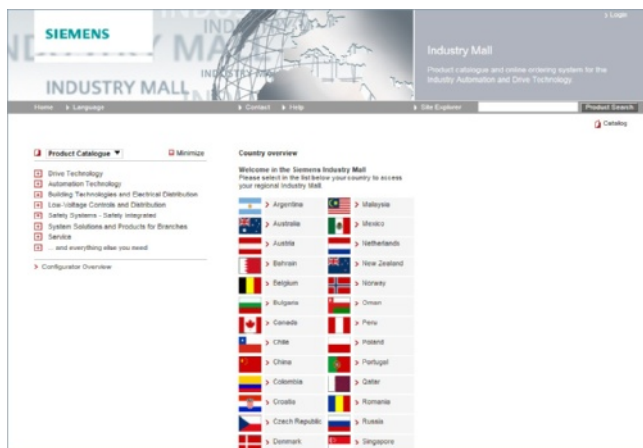 Login
SIEMENS
INDUSTRY MALL
Industry Mall
Product catalogue and online ordering system for the
Industry Automation and Drive Technology.
Home Language Contact Help Site Explorer Product Search
Catalog
Product Catalogue Minimize
Drive Technology
Automation Technology
Building Technologies and Electrical Distribution
Low-Voltage Controls and Distribution
Safety Systems - Safety Integrated
System Solutions and Products for Branches
Service
... and everything else you need
Configurator Overview
Country overview
Welcome in the Siemens Industry Mall
Please select in the list below your country to access
your regional Industry Mall.
Argentina Malaysia
Australia Mexico
Austria Netherlands
Bahrain New Zealand
Belgium Norway
Bulgaria Oman
Canada Peru
Chile Poland
China Portugal
Colombia Qatar
Croatia Romania
Czech Republic Russia
Denmark Singapore